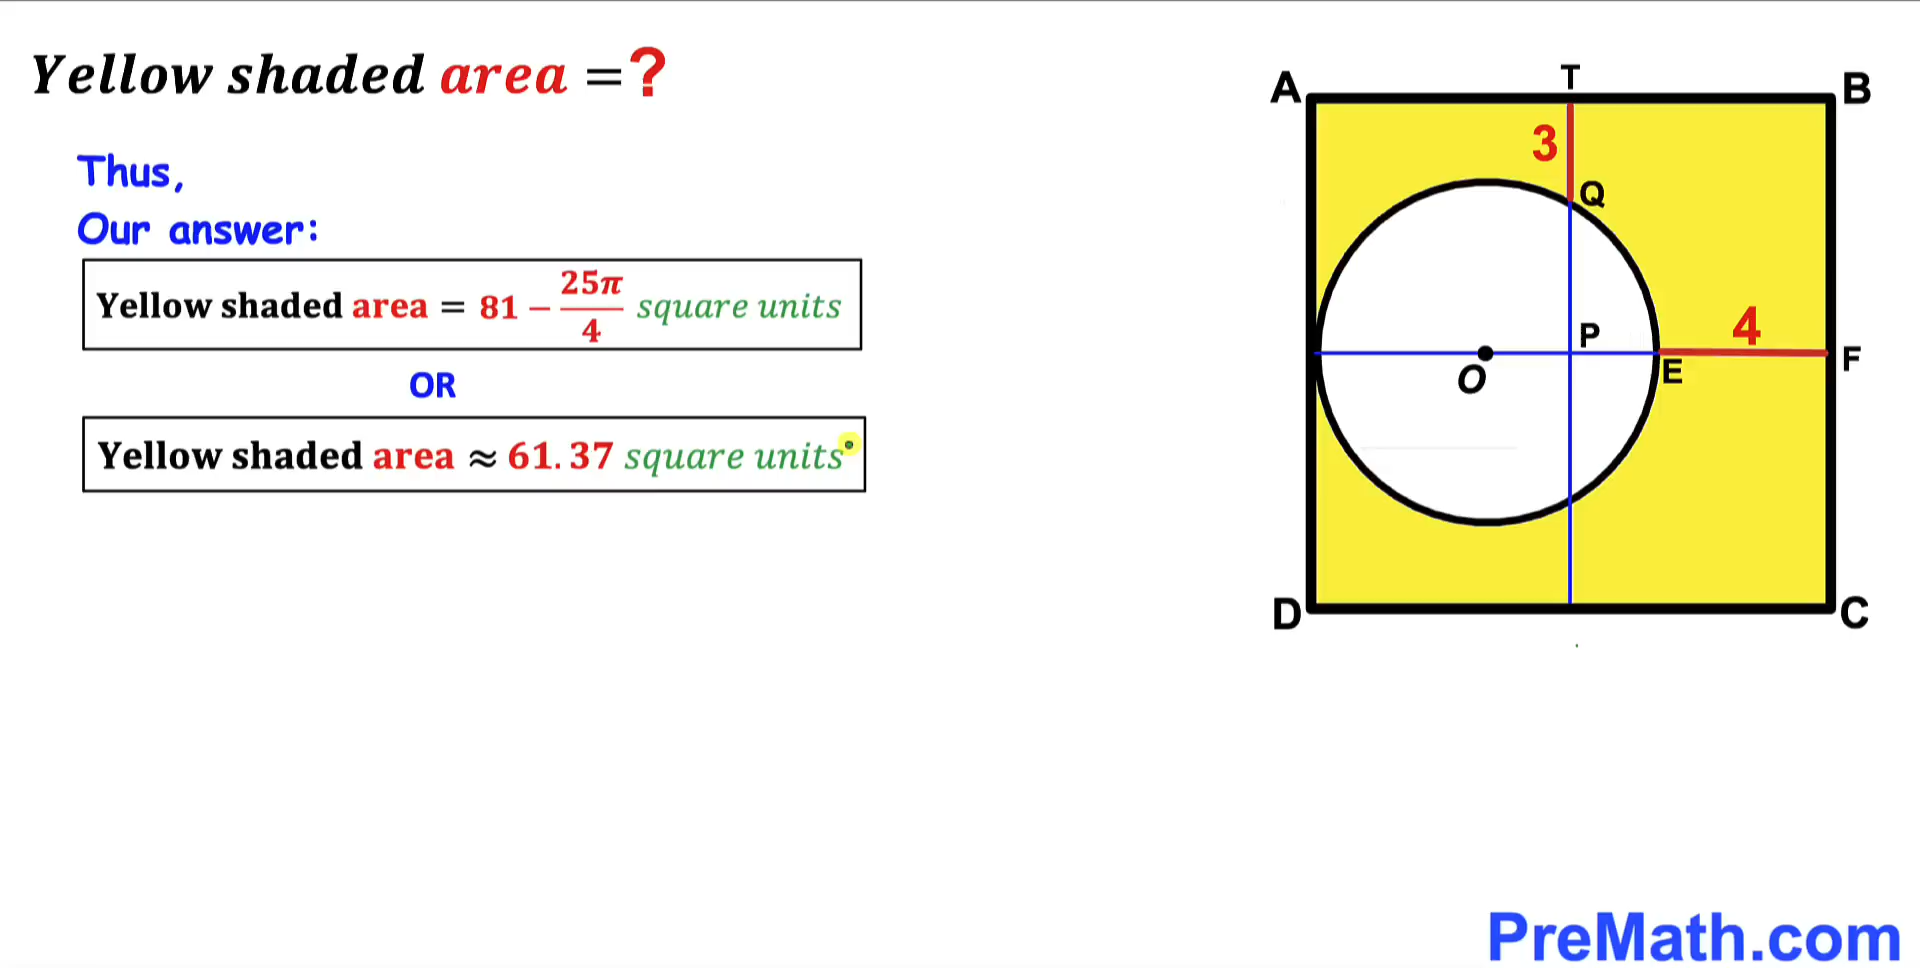 Yellow shaded area =?
Thus,
Our answer:
Yellow shaded area = 81 − 25π/4 square units
OR
Yellow shaded area ≈ 61.37 square units
T
A
B
3
Q
P
4
O
E
F
D
C
PreMath.com